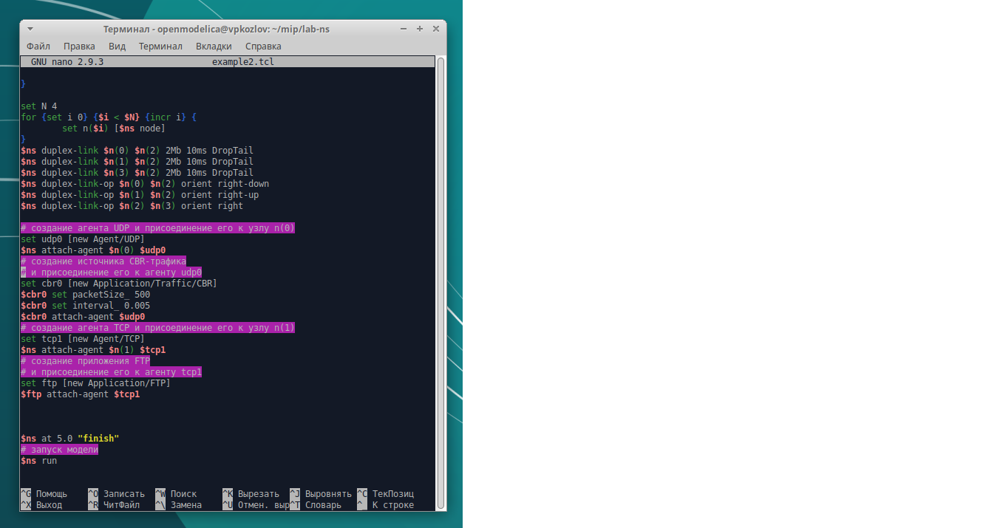 Терминал - openmodelica@vpkozlov: ~/mip/lab-ns
Файл Правка Вид Терминал Вкладки Справка
GNU nano 2.9.3 example2.tcl
}
set N 4
for {set i 0} {$i < $N} {incr i} {
set n($i) [$ns node]
}
$ns duplex-link $n(0) $n(2) 2Mb 10ms DropTail
$ns duplex-link $n(1) $n(2) 2Mb 10ms DropTail
$ns duplex-link $n(3) $n(2) 2Mb 10ms DropTail
$ns duplex-link-op $n(0) $n(2) orient right-down
$ns duplex-link-op $n(1) $n(2) orient right-up
$ns duplex-link-op $n(2) $n(3) orient right
# создание агента UDP и присоединение его к узлу n(0)
set udp0 [new Agent/UDP]
$ns attach-agent $n(0) $udp0
# создание источника CBR-трафика
# и присоединение его к агенту udp0
set cbr0 [new Application/Traffic/CBR]
$cbr0 set packetSize_ 500
$cbr0 set interval_ 0.005
$cbr0 attach-agent $udp0
# создание агента TCP и присоединение его к узлу n(1)
set tcp1 [new Agent/TCP]
$ns attach-agent $n(1) $tcp1
# создание приложения FTP
# и присоединение его к агенту tcp1
set ftp [new Application/FTP]
$ftp attach-agent $tcp1
$ns at 5.0 "finish"
# запуск модели
$ns run
^G Помощь ^O Записать ^W Поиск ^K Вырезать ^J Выровнять ^C ТекПозиц
^X Выход ^R ЧитФайл ^\ Замена ^U Отмен. выр^T Словарь ^_ К строке